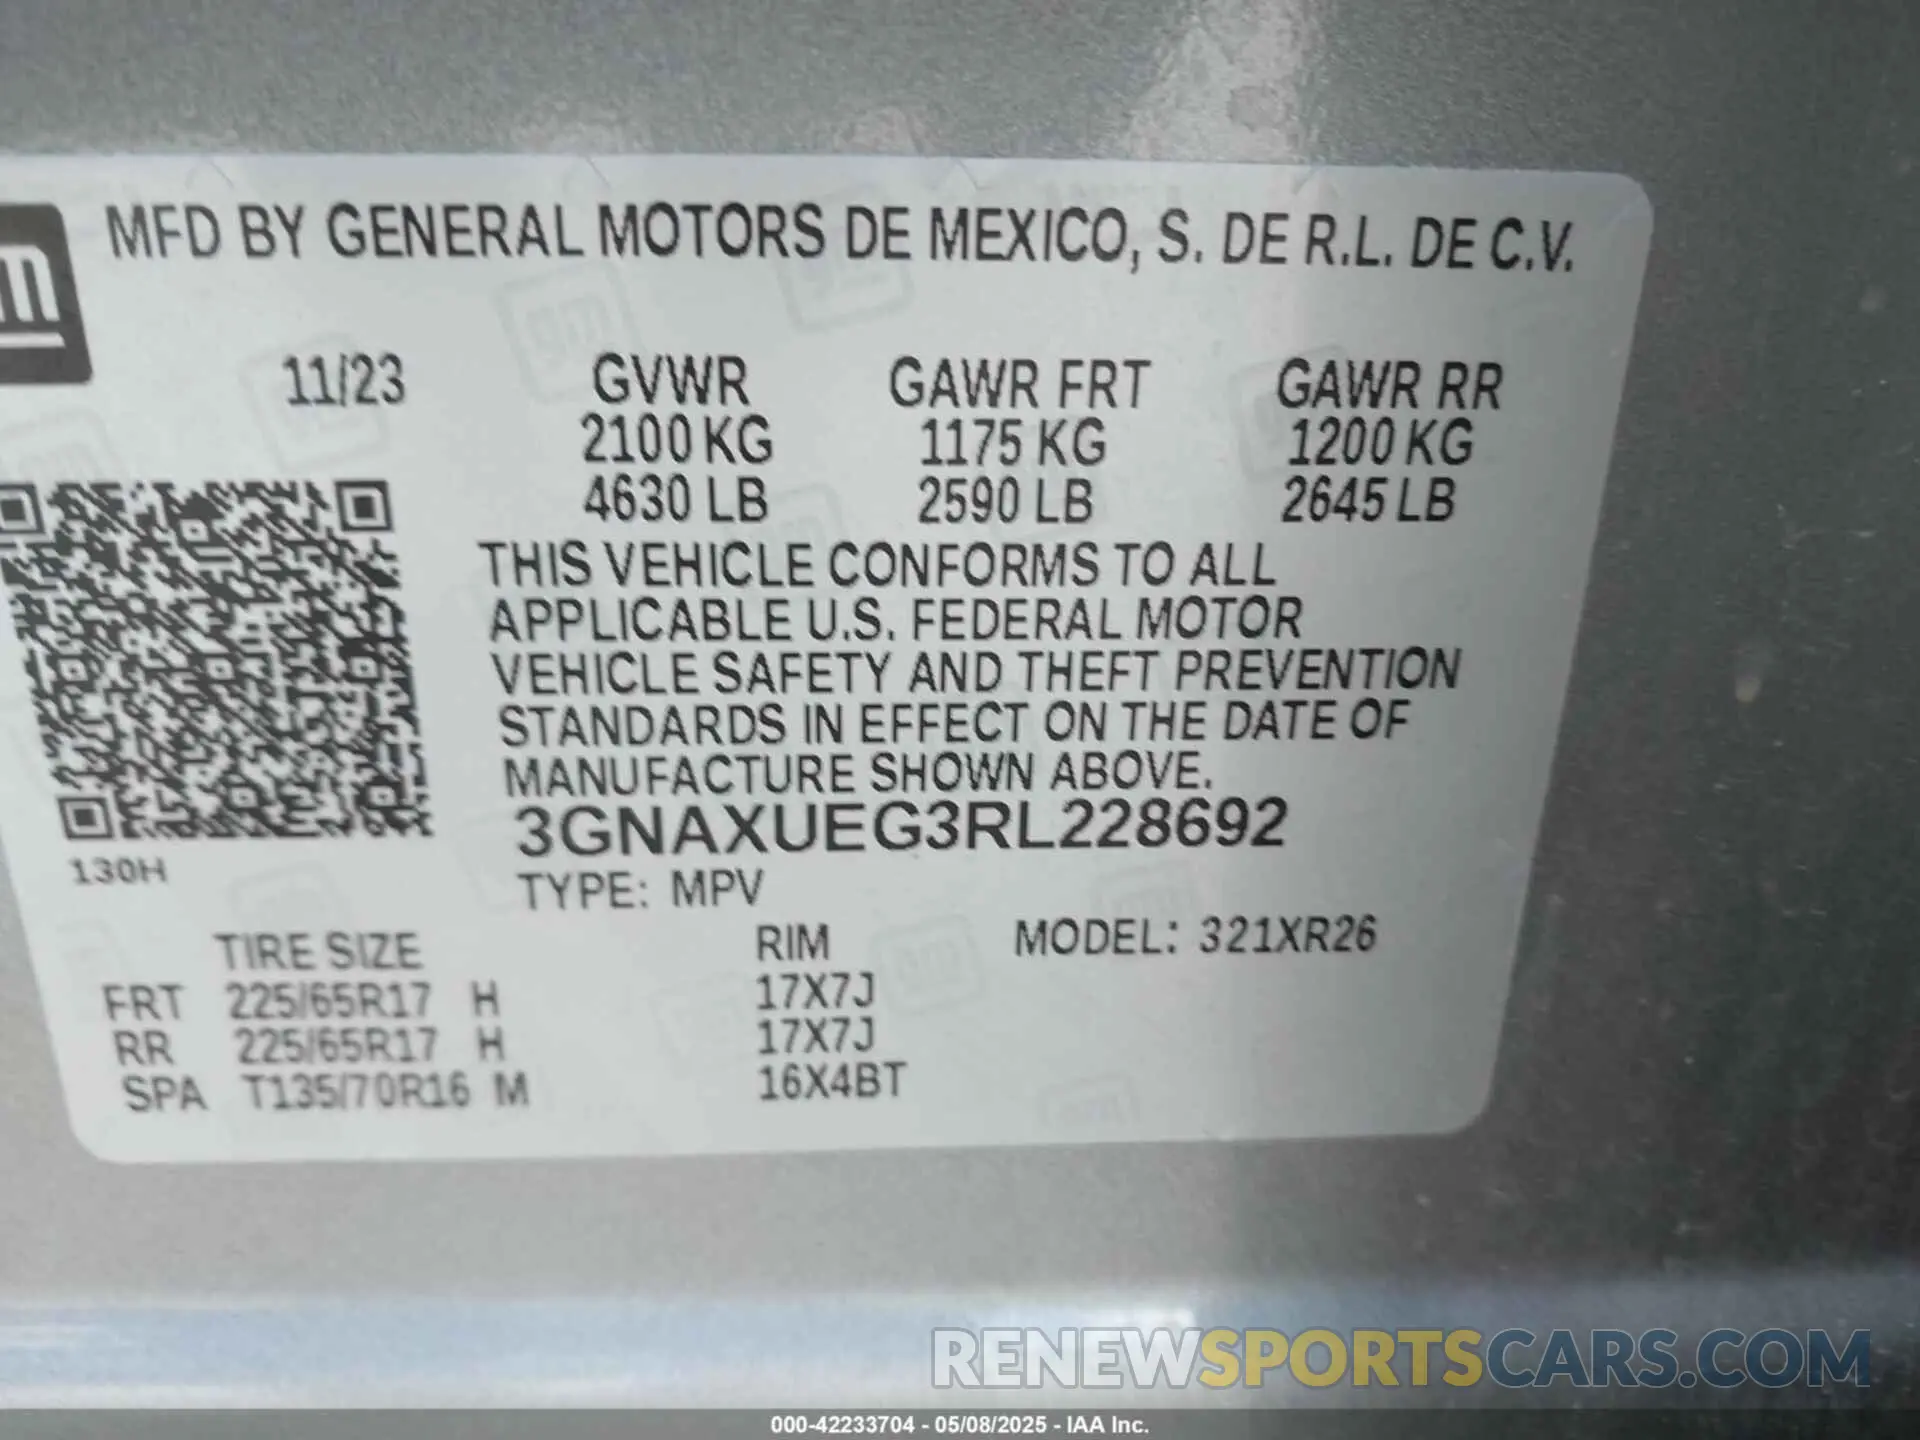 MFD BY GENERAL MOTORS DE MEXICO, S. DE R.L. DE C.V.
11/23 GVWR GAWR FRT GAWR RR
2100 KG 1175 KG 1200 KG
4630 LB 2590 LB 2645 LB
THIS VEHICLE CONFORMS TO ALL
APPLICABLE U.S. FEDERAL MOTOR
VEHICLE SAFETY AND THEFT PREVENTION
STANDARDS IN EFFECT ON THE DATE OF
MANUFACTURE SHOWN ABOVE.
3GNAXUEG3RL228692
130H
TYPE: MPV
TIRE SIZE RIM MODEL: 321XR26
FRT 225/65R17 H 17X7J
RR 225/65R17 H 17X7J
SPA T135/70R16 M 16X4BT
RENEWSPORTSCARS.COM
000-42233704 - 05/08/2025 - IAA Inc.